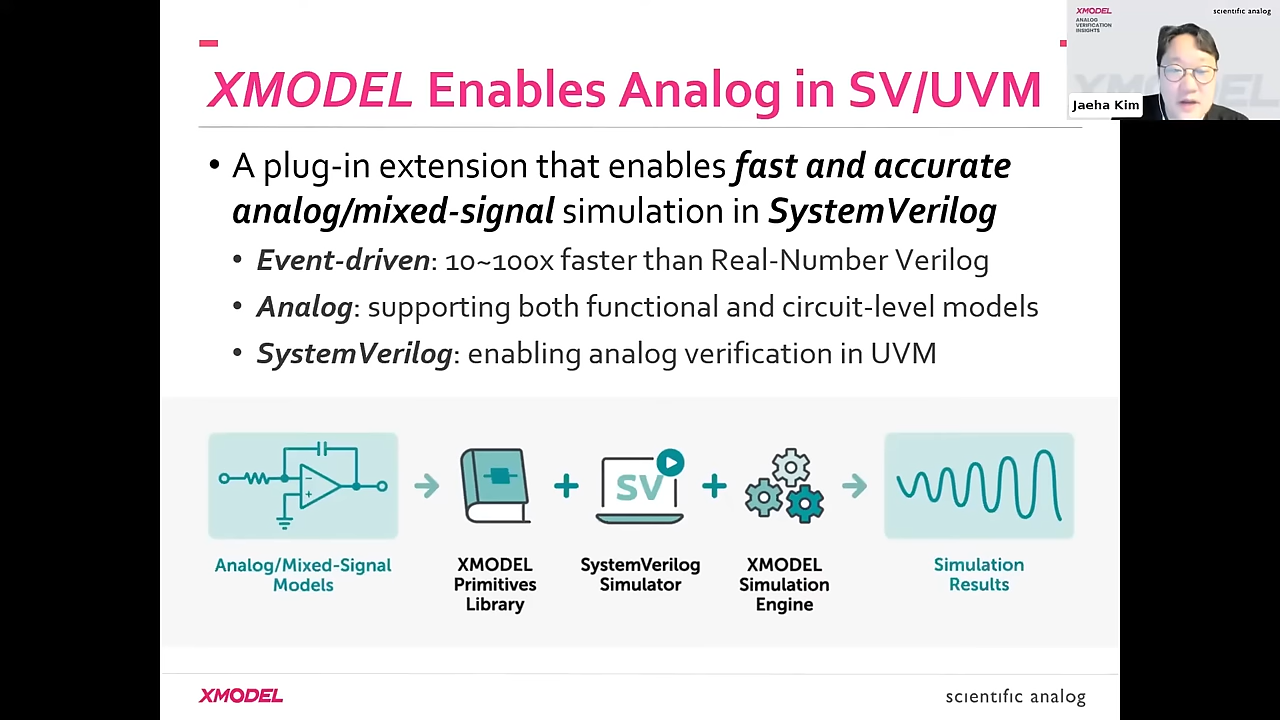 XMODEL
ANALOG
VERIFICATION
INSIGHTS
scientific analog
Jaeha Kim
XMODEL Enables Analog in SV/UVM
• A plug-in extension that enables fast and accurate
analog/mixed-signal simulation in SystemVerilog
• Event-driven: 10~100x faster than Real-Number Verilog
• Analog: supporting both functional and circuit-level models
• SystemVerilog: enabling analog verification in UVM
SV
Analog/Mixed-Signal
Models
XMODEL
Primitives
Library
SystemVerilog
Simulator
XMODEL
Simulation
Engine
Simulation
Results
XMODEL
scientific analog